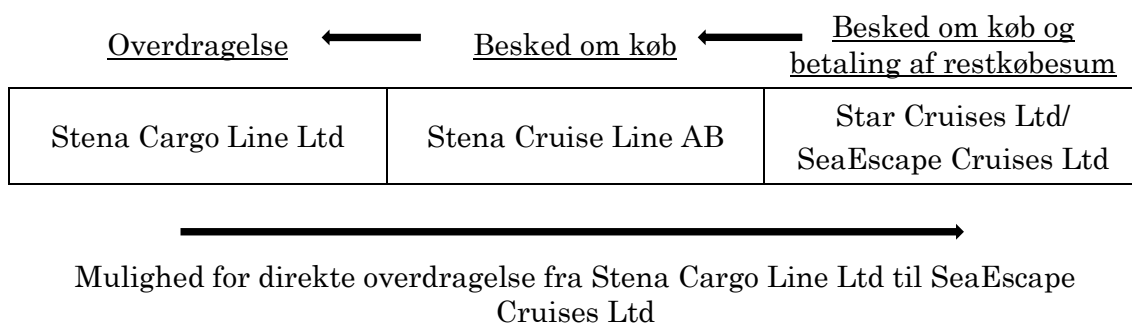 Overdragelse
Besked om køb
Besked om køb og
betaling af restkøbesum
Stena Cargo Line Ltd
Stena Cruise Line AB
Star Cruises Ltd/
SeaEscape Cruises Ltd
Mulighed for direkte overdragelse fra Stena Cargo Line Ltd til SeaEscape
Cruises Ltd